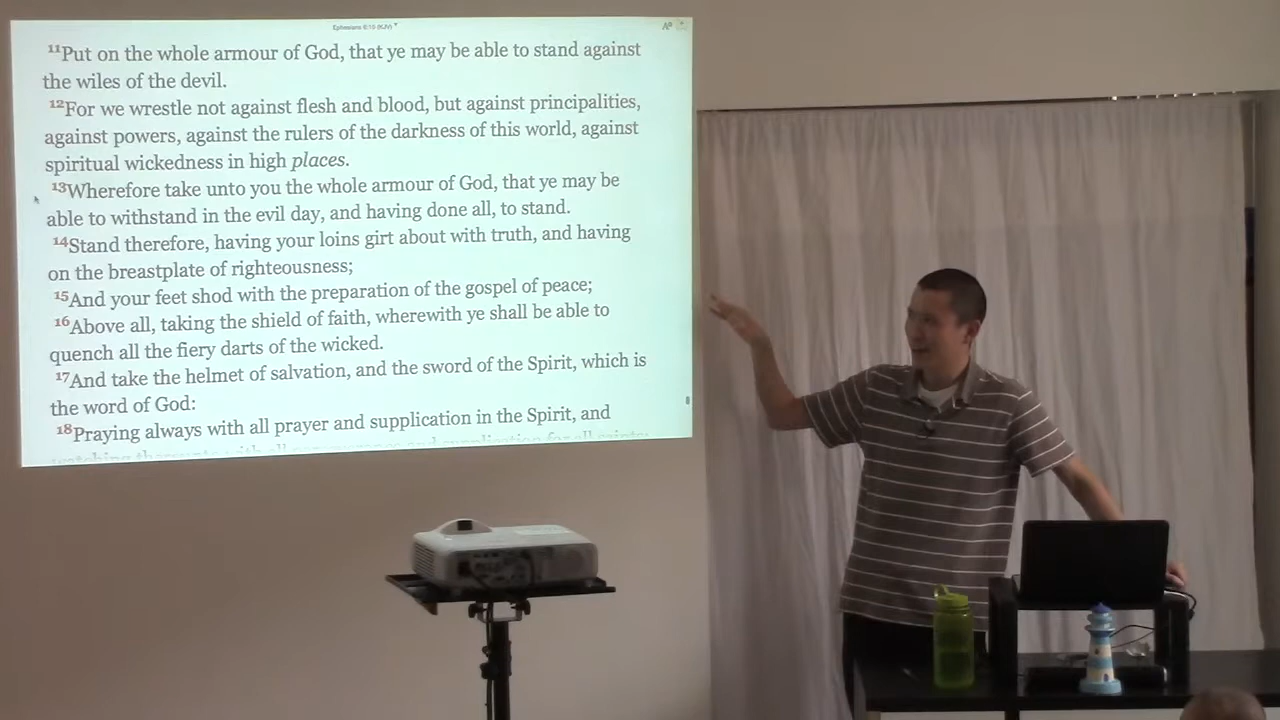 Ephesians 6:10 (KJV)
11Put on the whole armour of God, that ye may be able to stand against
the wiles of the devil.
12For we wrestle not against flesh and blood, but against principalities,
against powers, against the rulers of the darkness of this world, against
spiritual wickedness in high places.
13Wherefore take unto you the whole armour of God, that ye may be
able to withstand in the evil day, and having done all, to stand.
14Stand therefore, having your loins girt about with truth, and having
on the breastplate of righteousness;
15And your feet shod with the preparation of the gospel of peace;
16Above all, taking the shield of faith, wherewith ye shall be able to
quench all the fiery darts of the wicked.
17And take the helmet of salvation, and the sword of the Spirit, which is
the word of God:
18Praying always with all prayer and supplication in the Spirit, and